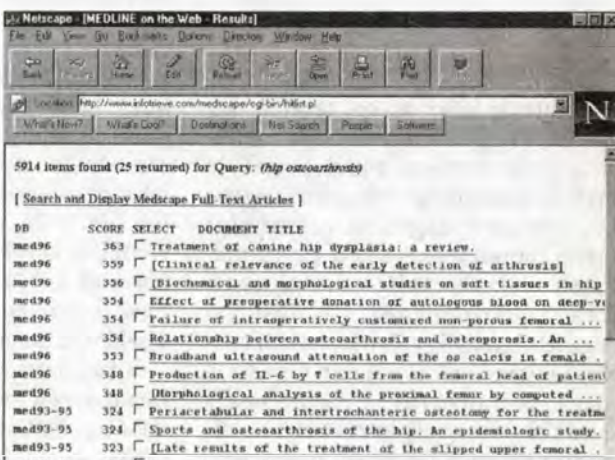 Netscape - [MEDLINE on the Web - Results]
File Edit View Go Bookmarks Options Directory Window Help
Back Home Edit Reload Open Print Find
Location: http://www.infotrieve.com/medscape/cgi-bin/hitlist.pl
What's New? What's Cool? Destinations Net Search People Software
N
5914 items found (25 returned) for Query: (hip osteoarthrosis)
[ Search and Display Medscape Full-Text Articles ]
DB SCORE SELECT DOCUMENT TITLE
med96 363 Treatment of canine hip dysplasia: a review.
med96 359 [Clinical relevance of the early detection of arthrosis]
med96 356 [Biochemical and morphological studies on soft tissues in hip
med96 354 Effect of preoperative donation of autologous blood on deep-v
med96 354 Failure of intraoperatively customized non-porous femoral ...
med96 354 Relationship between osteoarthrosis and osteoporosis. An ...
med96 353 Broadband ultrasound attenuation of the os calcis in female .
med96 348 Production of IL-6 by T cells from the femoral head of patien
med96 348 [Morphological analysis of the proximal femur by computed ...
med93-95 324 Periacetabular and intertrochanteric osteotomy for the treatme
med93-95 324 Sports and osteoarthrosis of the hip. An epidemiologic study.
med93-95 323 [Late results of the treatment of the slipped upper femoral .